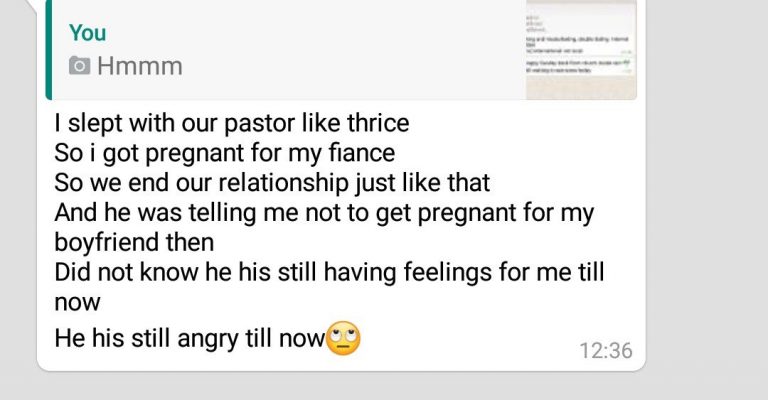 You
Hmmm
I slept with our pastor like thrice
So i got pregnant for my fiance
So we end our relationship just like that
And he was telling me not to get pregnant for my
boyfriend then
Did not know he his still having feelings for me till
now
He his still angry till now🙄
12:36